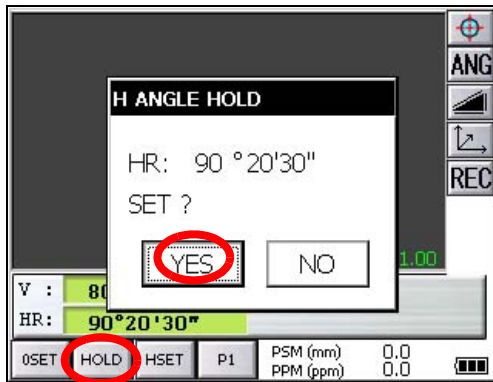 ANG
H ANGLE HOLD
HR: 90 °20'30"
SET ?
REC
YES NO
1.00
V : 80
HR: 90°20'30"
0SET HOLD HSET P1 PSM (mm) 0.0
PPM (ppm) 0.0